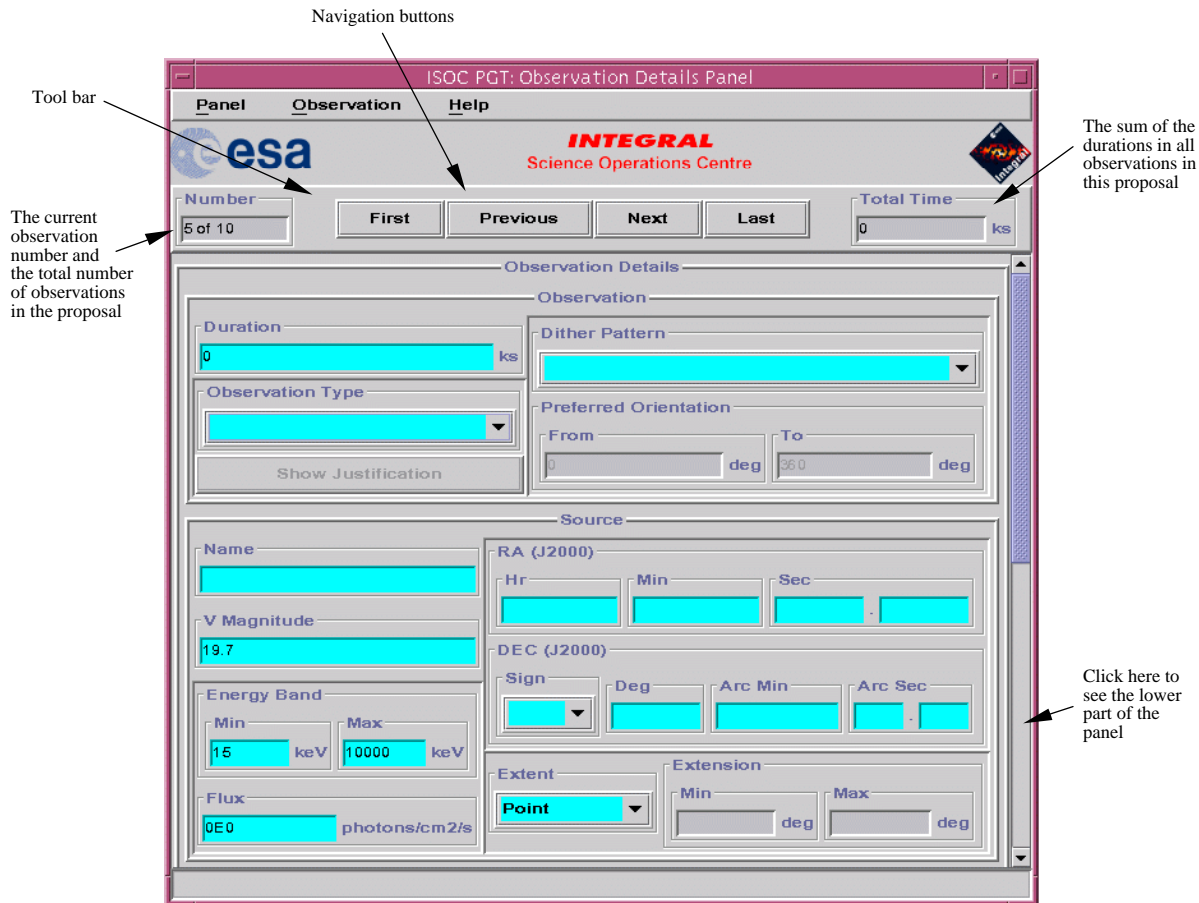 Navigation buttons
ISOC PGT: Observation Details Panel
Tool bar
Panel Observation Help
esa
INTEGRAL
Science Operations Centre
Integral
The sum of the
durations in all
observations in
this proposal
Number
5 of 10
First Previous Next Last
Total Time
0 ks
The current
observation
number and
the total number
of observations
in the proposal
Observation Details
Observation
Duration
0 ks
Dither Pattern
Observation Type
Show Justification
Preferred Orientation
From
0 deg
To
360 deg
Source
Name
V Magnitude
19.7
RA (J2000)
Hr Min Sec
.
DEC (J2000)
Sign Deg Arc Min Arc Sec
.
Energy Band
Min
15 keV
Max
10000 keV
Flux
0E0 photons/cm2/s
Extent
Point
Extension
Min
deg
Max
deg
Click here to
see the lower
part of the
panel